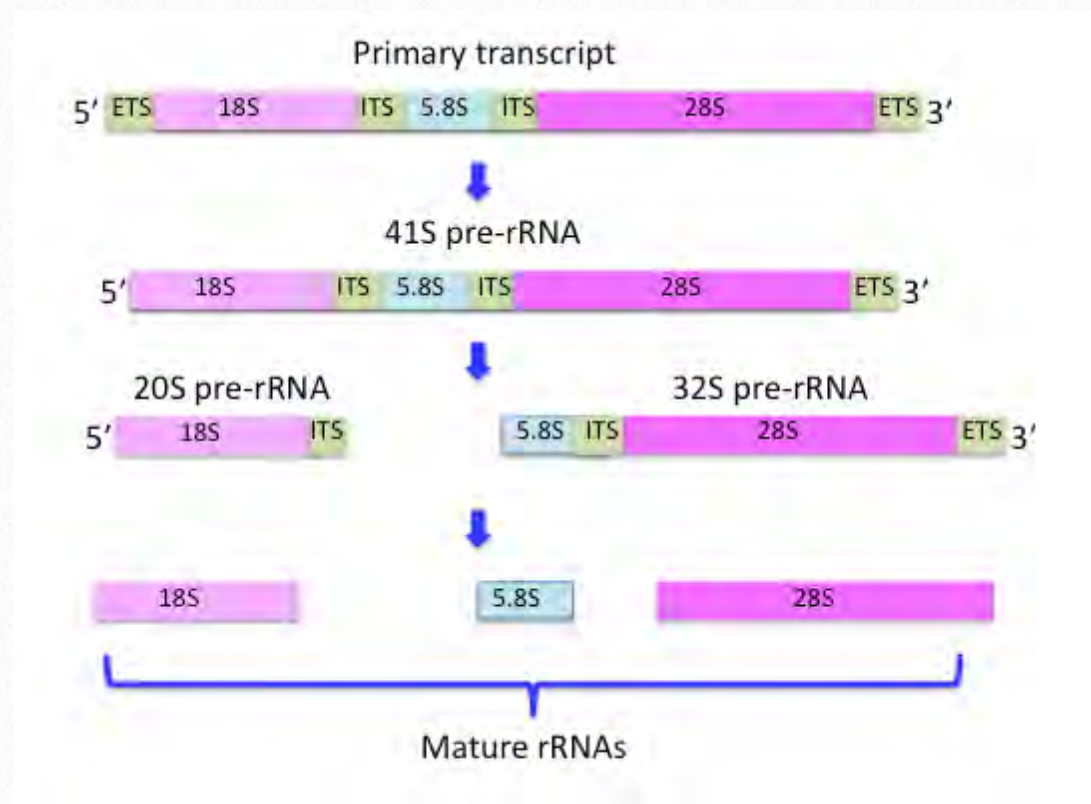 Primary transcript
5′ ETS 18S ITS 5.8S ITS 28S ETS 3′
41S pre-rRNA
5′ 18S ITS 5.8S ITS 28S ETS 3′
20S pre-rRNA 32S pre-rRNA
5′ 18S ITS 5.8S ITS 28S ETS 3′
18S 5.8S 28S
Mature rRNAs